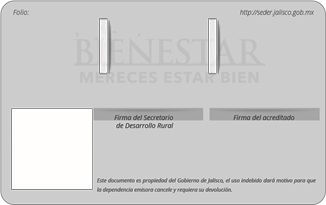 Folio:
http://seder.jalisco.gob.mx
BIENESTAR
MERECES ESTAR BIEN
Firma del Secretario
de Desarrollo Rural
Firma del acreditado
Este documento es propiedad del Gobierno de Jalisco, el uso indebido dará motivo para que
la dependencia emisora cancele y requiera su devolución.